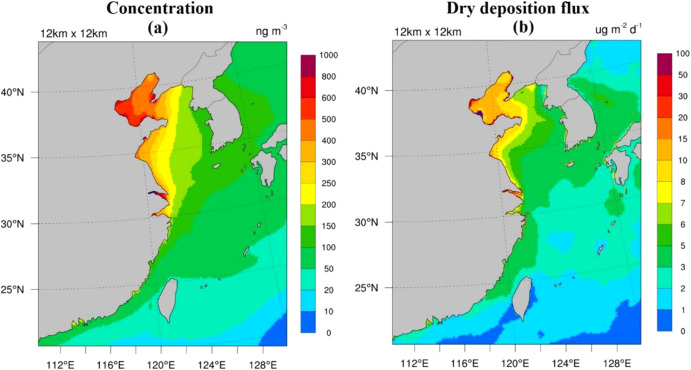 Concentration
(a)
12km x 12km
ng m-3
40°N
35°N
30°N
25°N
112°E
116°E
120°E
124°E
128°E
1000
800
600
500
400
300
250
200
150
100
50
20
10
0
Dry deposition flux
(b)
12km x 12km
ug m-2 d-1
40°N
35°N
30°N
25°N
112°E
116°E
120°E
124°E
128°E
100
50
30
20
15
10
8
7
6
5
3
2
1
0